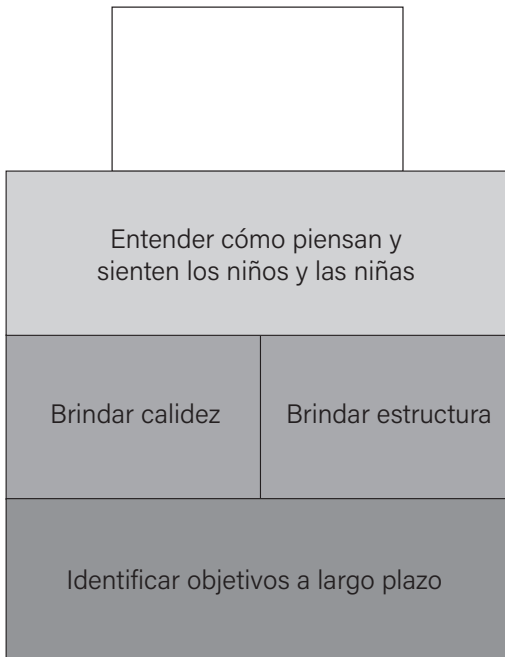 Entender cómo piensan y
sienten los niños y las niñas
Brindar calidez
Brindar estructura
Identificar objetivos a largo plazo